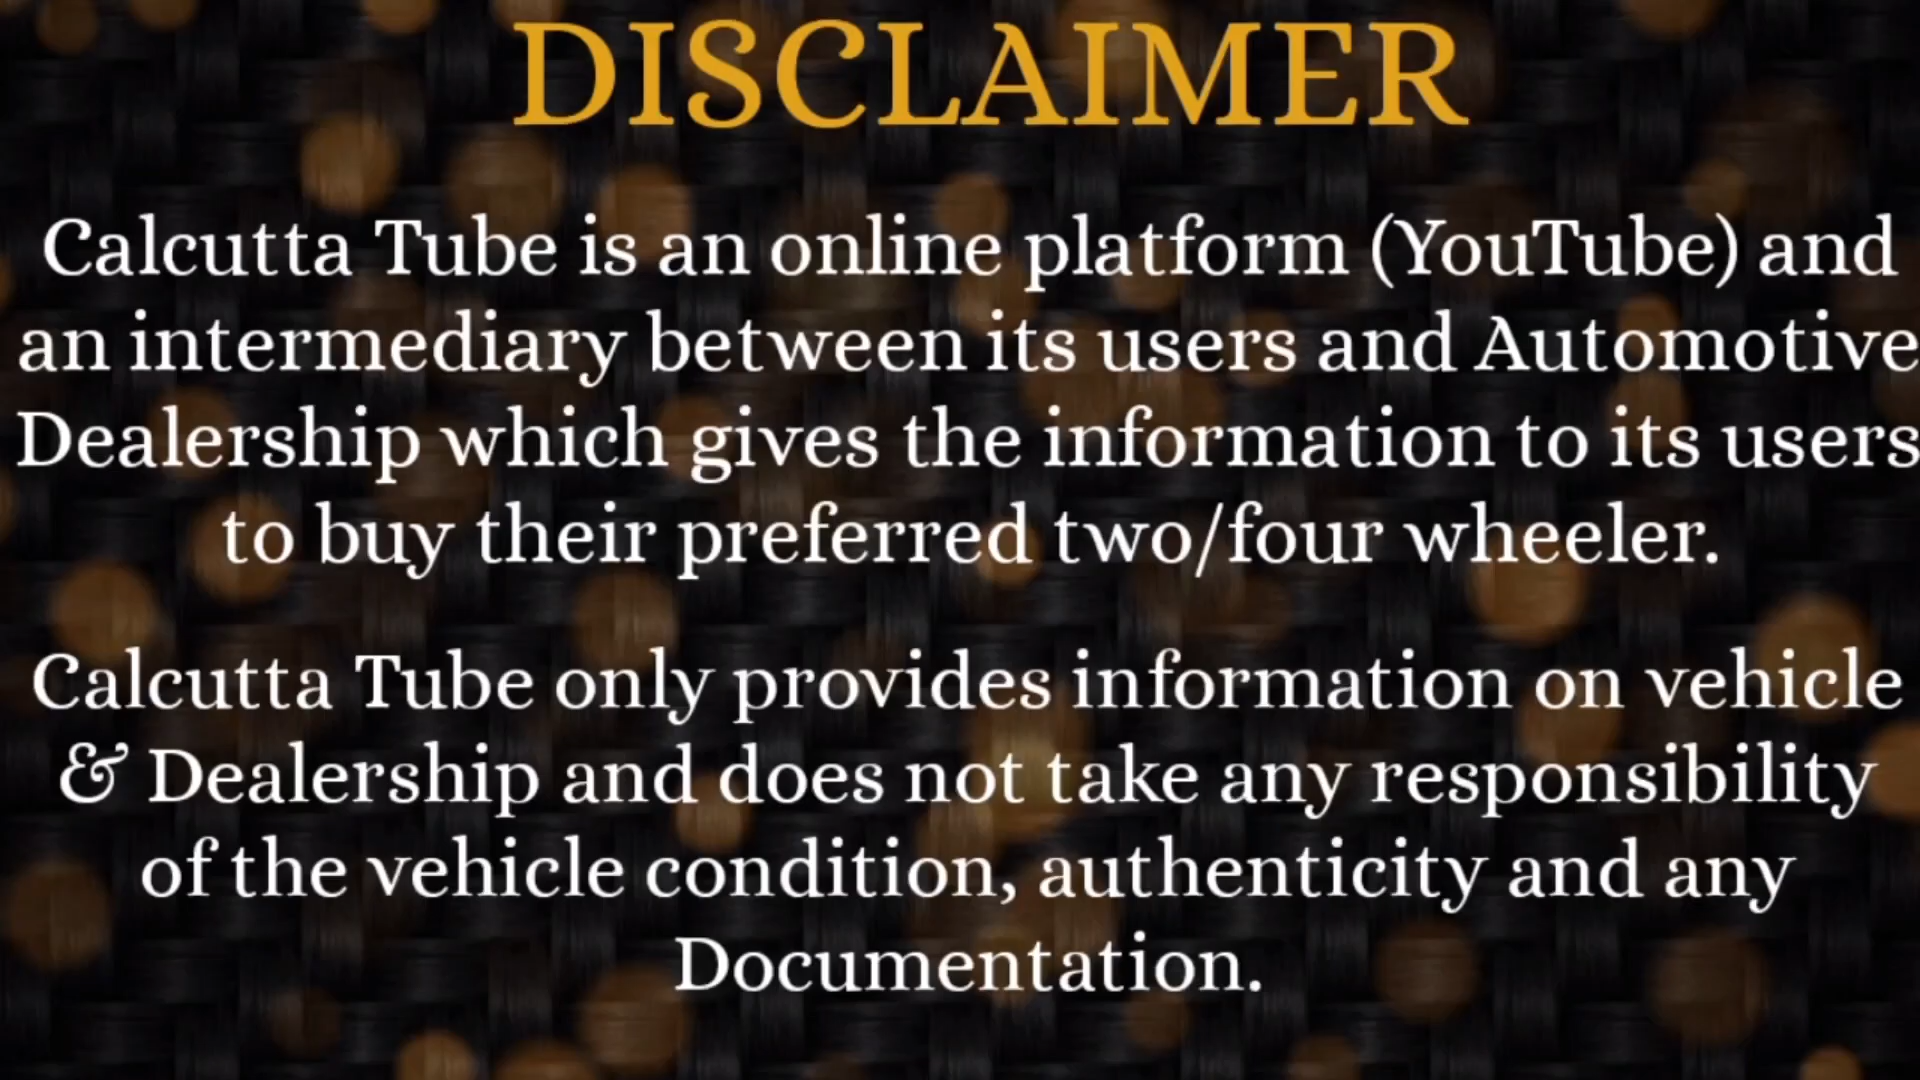 DISCLAIMER
Calcutta Tube is an online platform (YouTube) and
an intermediary between its users and Automotive
Dealership which gives the information to its users
to buy their preferred two/four wheeler.
Calcutta Tube only provides information on vehicle
& Dealership and does not take any responsibility
of the vehicle condition, authenticity and any
Documentation.